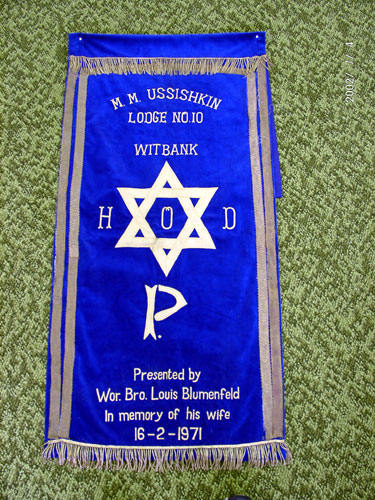 M. M. USSISHKIN
LODGE NO.10
WITBANK
H O D
P.
Presented by
Wor. Bro. Louis Blumenfeld
In memory of his wife
16-2-1971